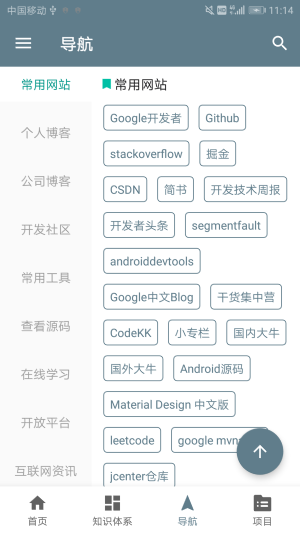 中国移动 11:14
导航
常用网站
个人博客
公司博客
开发社区
常用工具
查看源码
在线学习
开放平台
互联网资讯
常用网站
Google开发者 Github
stackoverflow 掘金
CSDN 简书 开发技术周报
开发者头条 segmentfault
androiddevtools
Google中文Blog 干货集中营
CodeKK 小专栏 国内大牛
国外大牛 Android源码
Material Design 中文版
leetcode google
jcenter仓库
首页 知识体系 导航 项目